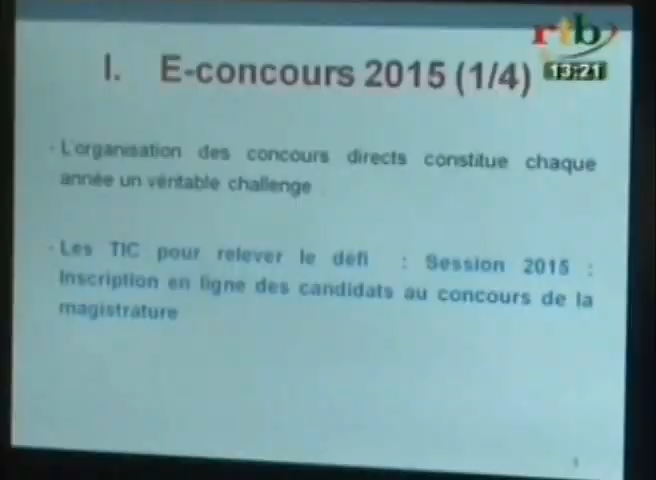 rtb
13:21
I. E-concours 2015 (1/4)
- L'organisation des concours directs constitue chaque
année un véritable challenge
- Les TIC pour relever le défi : Session 2015 :
Inscription en ligne des candidats au concours de la
magistrature